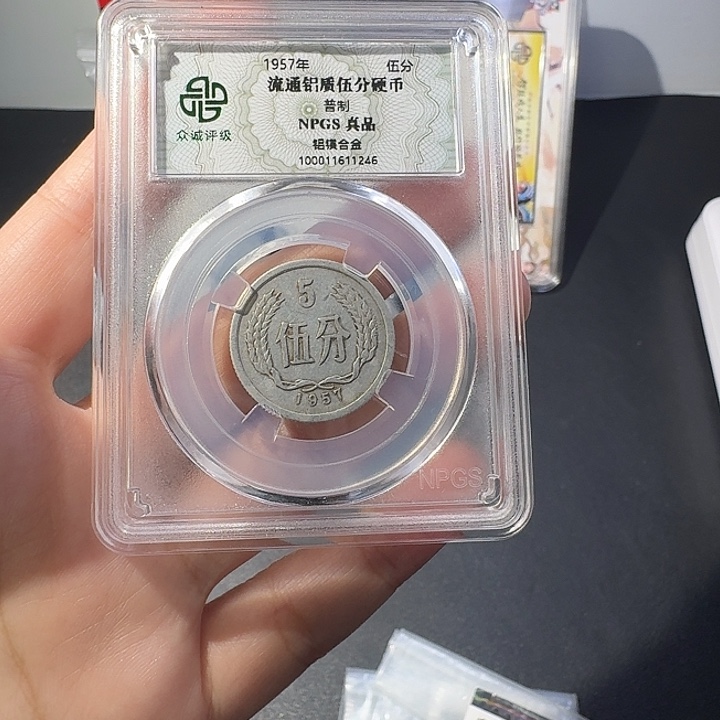 1957年 伍分
流通铝质伍分硬币
普制
NPGS 真品
铝镁合金
100011611246
众诚评级
5
伍分
1957
NPGS